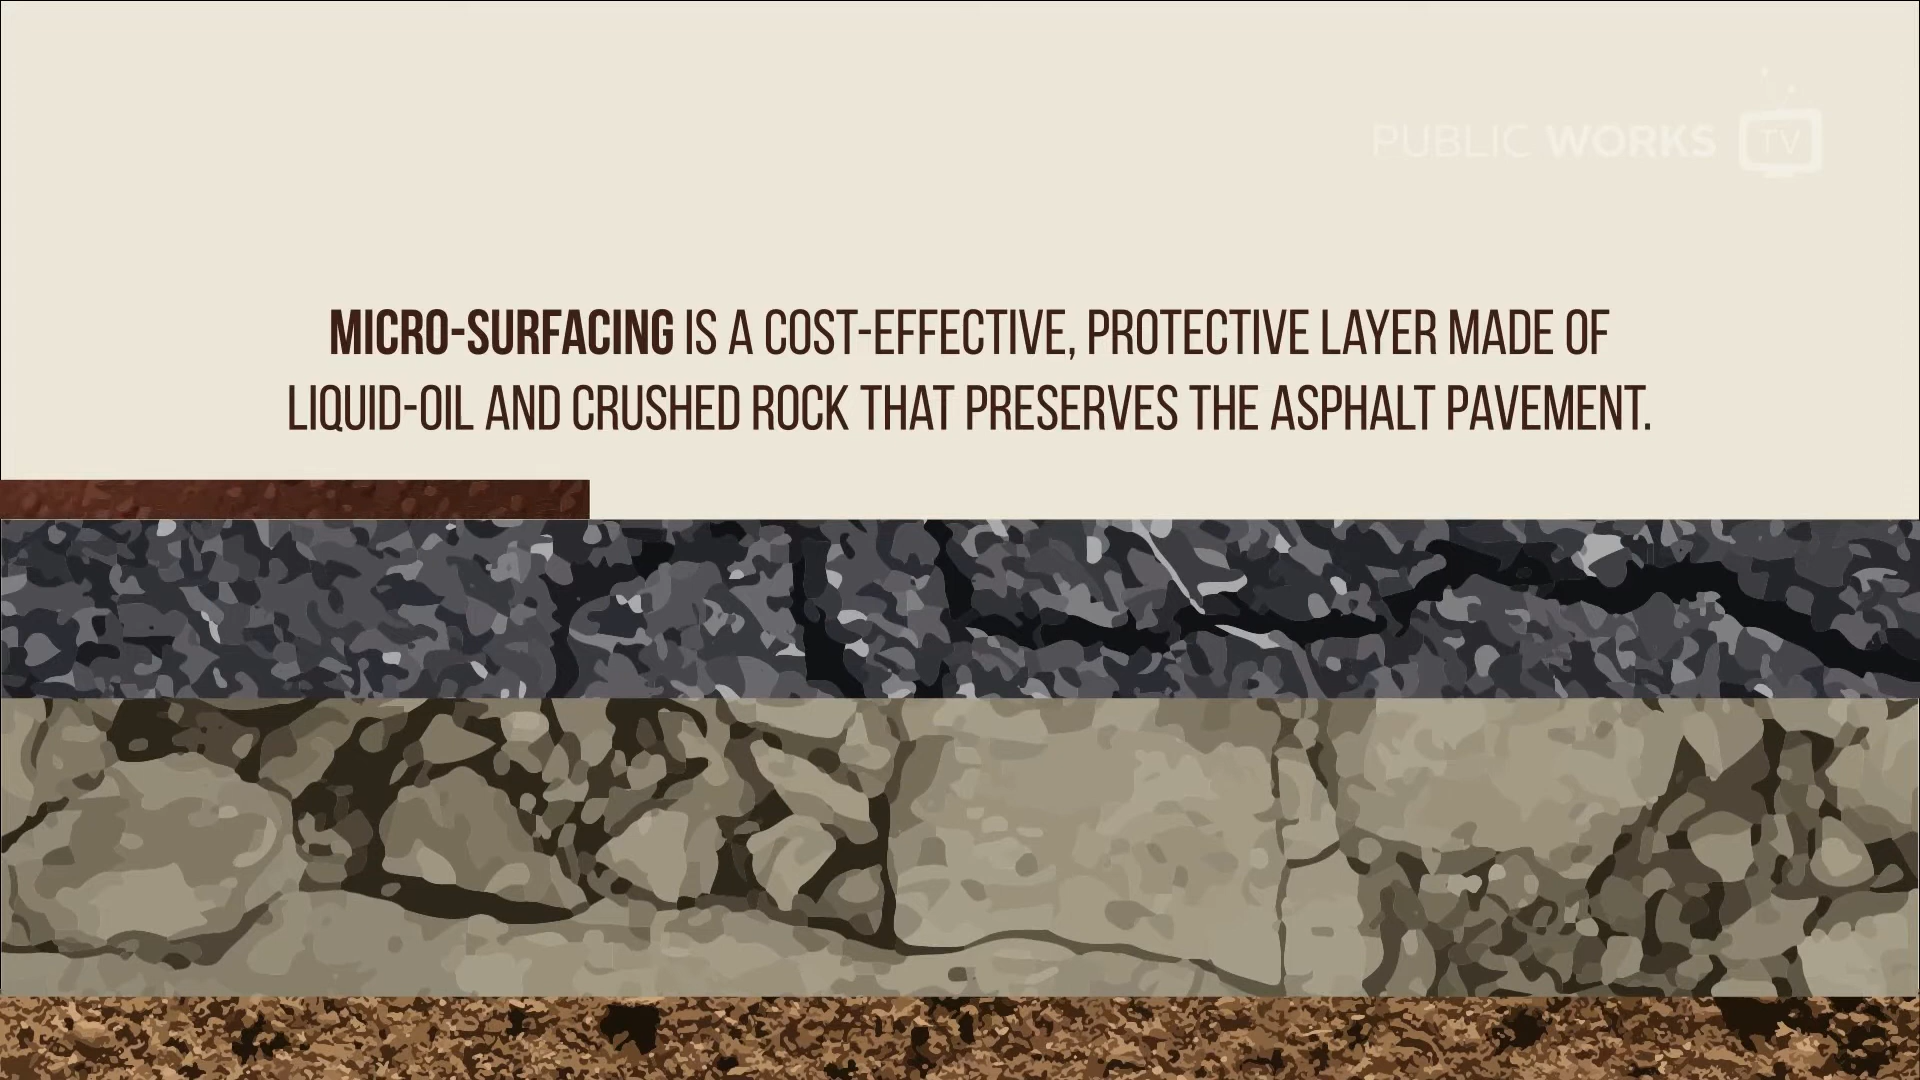 PUBLIC WORKS TV
MICRO-SURFACING IS A COST-EFFECTIVE, PROTECTIVE LAYER MADE OF
LIQUID-OIL AND CRUSHED ROCK THAT PRESERVES THE ASPHALT PAVEMENT.